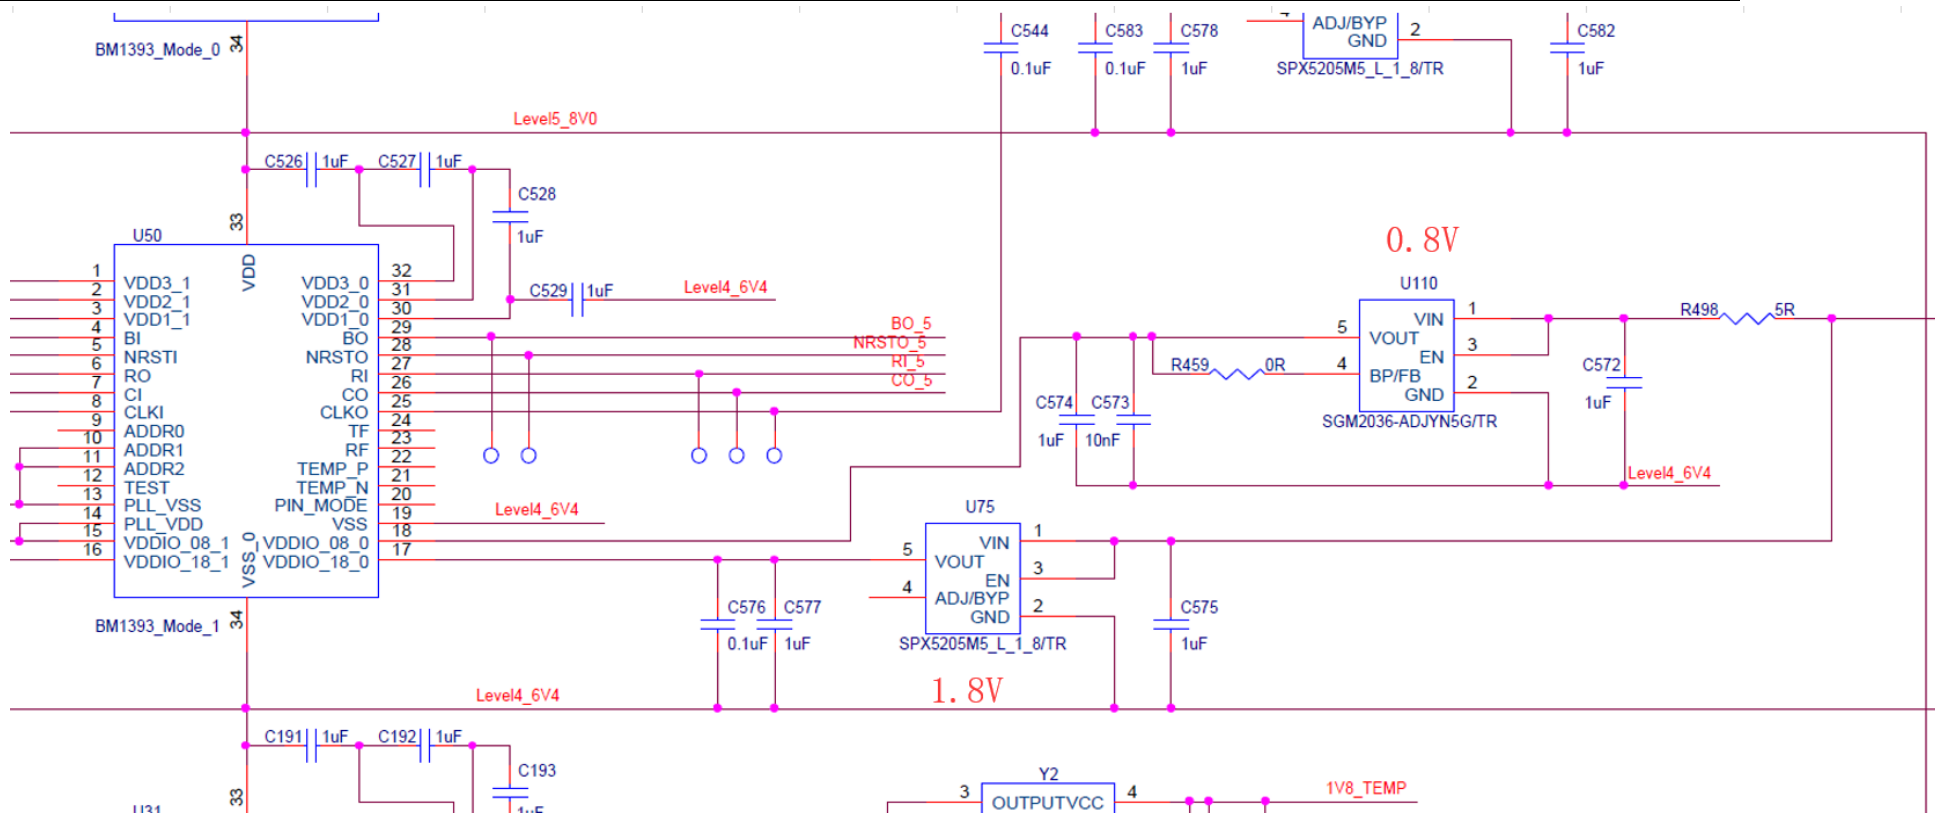 BM1393_Mode_0
34
C544
0.1uF
C583
0.1uF
C578
1uF
ADJ/BYP
GND
2
SPX5205M5_L_1_8/TR
C582
1uF
Level5_8V0
C526
1uF
C527
1uF
C528
1uF
33
U50
VDD
C529
1uF
Level4_6V4
1 VDD3_1
2 VDD2_1
3 VDD1_1
4 BI
5 NRSTI
6 RO
7 CI
8 CLKI
9 ADDR0
10 ADDR1
11 ADDR2
12 TEST
13 PLL_VSS
14 PLL_VDD
15 VDDIO_08_1
16 VDDIO_18_1
VDD3_0 32
VDD2_0 31
VDD1_0 30
BO 29
NRSTO 28
RI 27
CO 26
CLKO 25
TF 24
RF 23
TEMP_P 22
TEMP_N 21
PIN_MODE 20
VSS 19
VDDIO_08_0 18
VDDIO_18_0 17
VSS_0
BO_5
NRSTO_5
RI_5
CO_5
Level4_6V4
0.8V
U110
5 VOUT
4 BP/FB
VIN 1
EN 3
GND 2
SGM2036-ADJYN5G/TR
R459
0R
R498
5R
C574
1uF
C573
10nF
C572
1uF
Level4_6V4
U75
5 VOUT
4 ADJ/BYP
VIN 1
EN 3
GND 2
SPX5205M5_L_1_8/TR
C576
0.1uF
C577
1uF
C575
1uF
1.8V
BM1393_Mode_1
34
Level4_6V4
C191
1uF
C192
1uF
C193
1uF
33
U31
Y2
3 OUTPUTVCC 4
1V8_TEMP